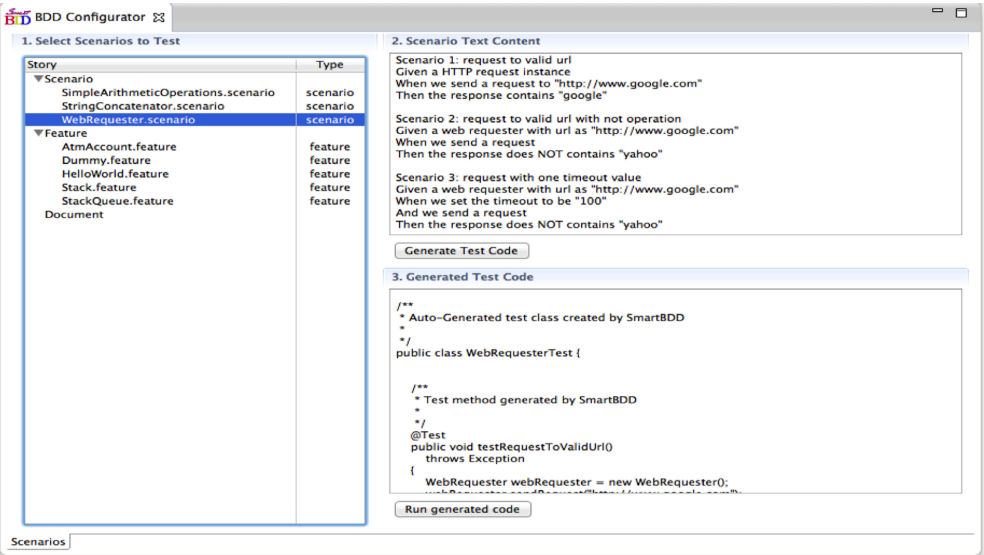 Smart
BDD BDD Configurator
1. Select Scenarios to Test
Story Type
Scenario
SimpleArithmeticOperations.scenario scenario
StringConcatenator.scenario scenario
WebRequester.scenario scenario
Feature
AtmAccount.feature feature
Dummy.feature feature
HelloWorld.feature feature
Stack.feature feature
StackQueue.feature feature
Document
2. Scenario Text Content
Scenario 1: request to valid url
Given a HTTP request instance
When we send a request to "http://www.google.com"
Then the response contains "google"
Scenario 2: request to valid url with not operation
Given a web requester with url as "http://www.google.com"
When we send a request
Then the response does NOT contains "yahoo"
Scenario 3: request with one timeout value
Given a web requester with url as "http://www.google.com"
When we set the timeout to be "100"
And we send a request
Then the response does NOT contains "yahoo"
Generate Test Code
3. Generated Test Code
/**
* Auto-Generated test class created by SmartBDD
*
*/
public class WebRequesterTest {
/**
* Test method generated by SmartBDD
*
*/
@Test
public void testRequestToValidUrl()
throws Exception
{
WebRequester webRequester = new WebRequester();
webRequester.sendRequest("http://www.google.com");
Run generated code
Scenarios